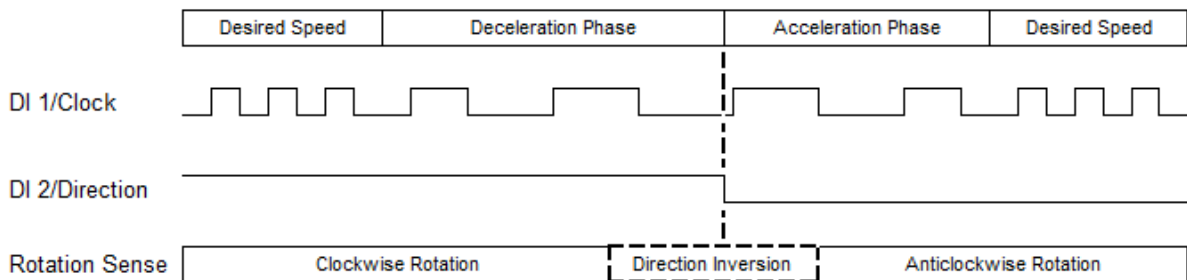 Desired Speed Deceleration Phase Acceleration Phase Desired Speed
DI 1/Clock
DI 2/Direction
Rotation Sense Clockwise Rotation Direction Inversion Anticlockwise Rotation